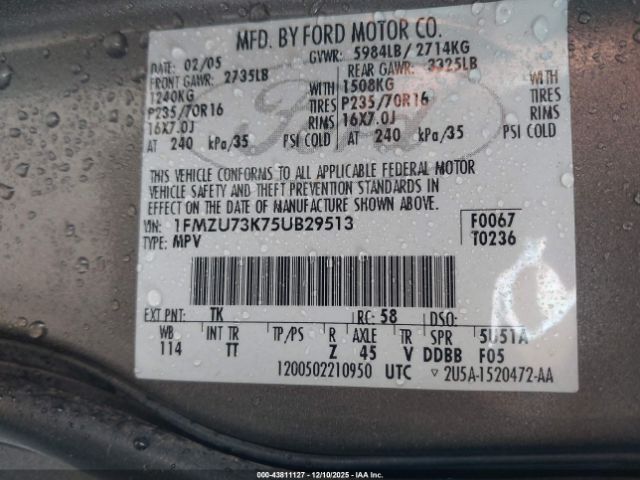 MFD. BY FORD MOTOR CO.
DATE: 02/05 GVWR: 5984LB/2714KG
FRONT GAWR: 2735LB REAR GAWR: 3325LB
1240KG WITH 1508KG WITH
P235/70R16 TIRES P235/70R16 TIRES
16X7.0J RIMS 16X7.0J RIMS
AT 240 kPa/35 PSI COLD AT 240 kPa/35 PSI COLD
THIS VEHICLE CONFORMS TO ALL APPLICABLE FEDERAL MOTOR
VEHICLE SAFETY AND THEFT PREVENTION STANDARDS IN
EFFECT ON THE DATE OF MANUFACTURE SHOWN ABOVE.
VIN: 1FMZU73K75UB29513 F0067
TYPE: MPV T0236
EXT PNT: TK RC: 58 DSO:
WB INT TR TP/PS R AXLE TR SPR 5U51A
114 TT Z 45 V DDBB F05
1200502210950 UTC ▽ 2U5A-1520472-AA
© IAAI - 43811127 - 12/10/2025 - IAAI.com